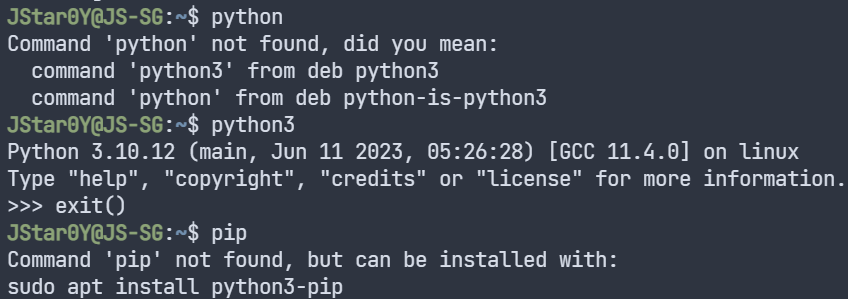 JStar0Y@JS-SG:~$ python
Command 'python' not found, did you mean:
  command 'python3' from deb python3
  command 'python' from deb python-is-python3
JStar0Y@JS-SG:~$ python3
Python 3.10.12 (main, Jun 11 2023, 05:26:28) [GCC 11.4.0] on linux
Type "help", "copyright", "credits" or "license" for more information.
>>> exit()
JStar0Y@JS-SG:~$ pip
Command 'pip' not found, but can be installed with:
sudo apt install python3-pip